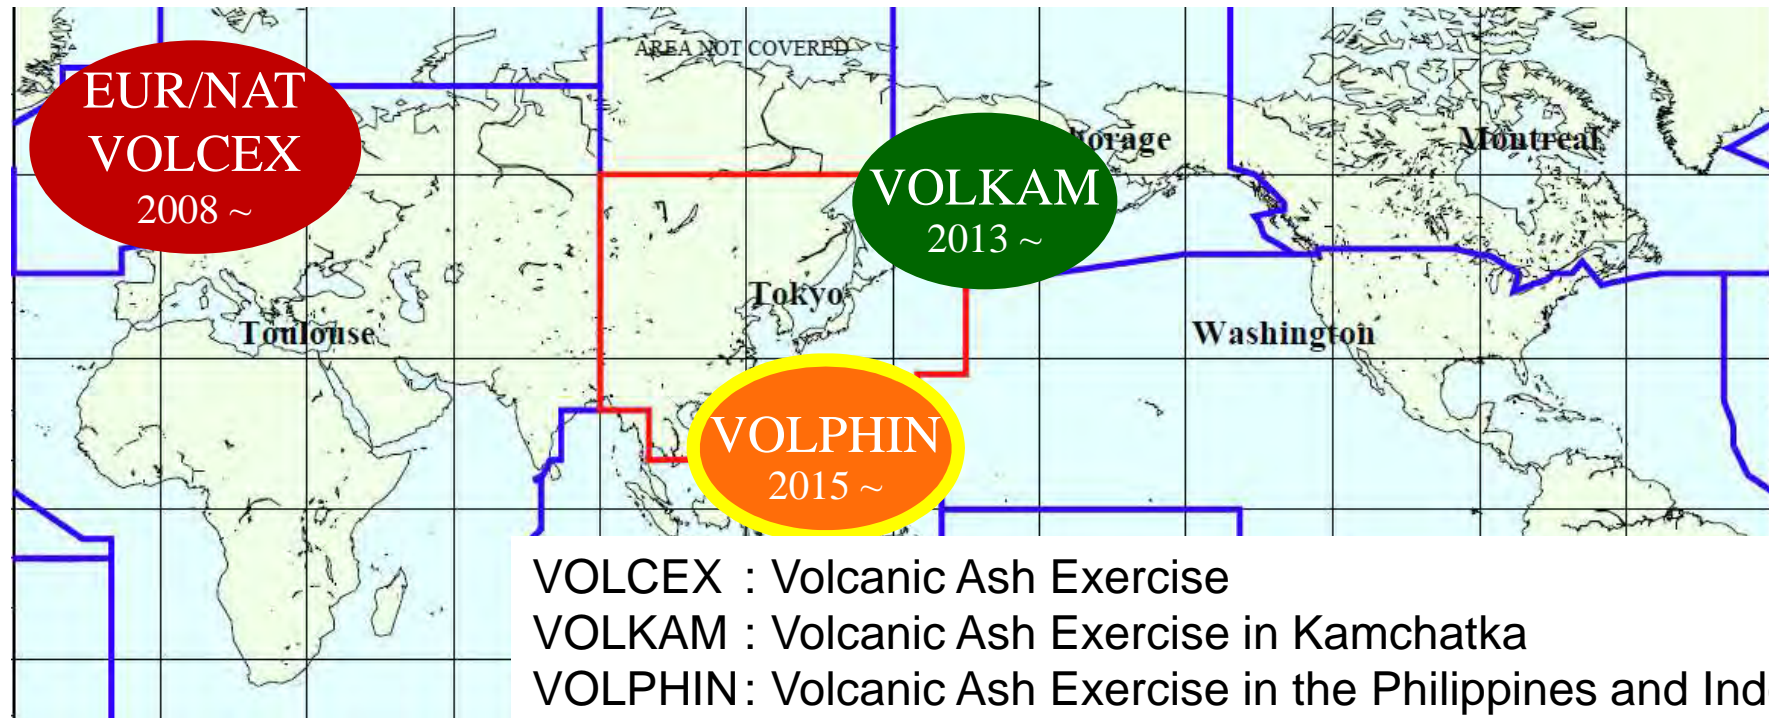 AREA NOT COVERED
EUR/NAT
VOLCEX
2008 ~
orage
Montreal
VOLKAM
2013 ~
Tokyo
Toulouse
Washington
VOLPHIN
2015 ~
VOLCEX : Volcanic Ash Exercise
VOLKAM : Volcanic Ash Exercise in Kamchatka
VOLPHIN : Volcanic Ash Exercise in the Philippines and Ind